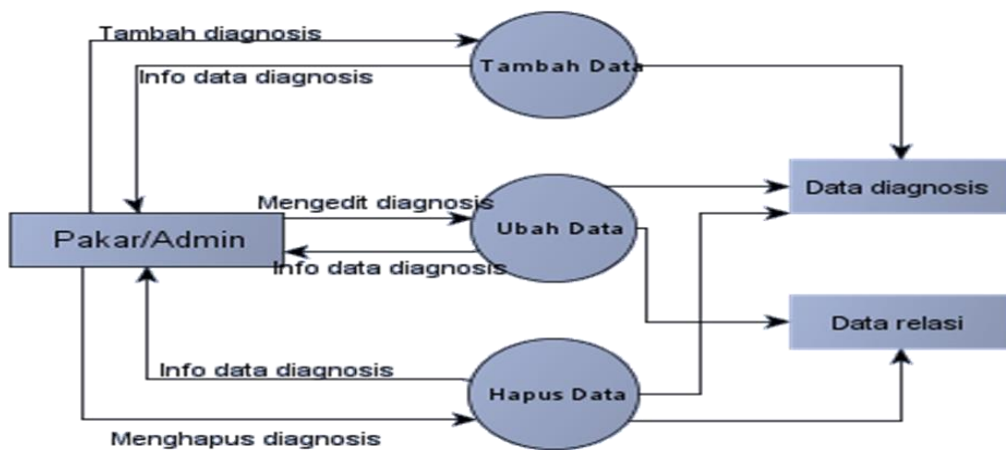 Tambah diagnosis
Info data diagnosis
Tambah Data
Mengedit diagnosis
Ubah Data
Data diagnosis
Pakar/Admin
Info data diagnosis
Data relasi
Info data diagnosis
Hapus Data
Menghapus diagnosis